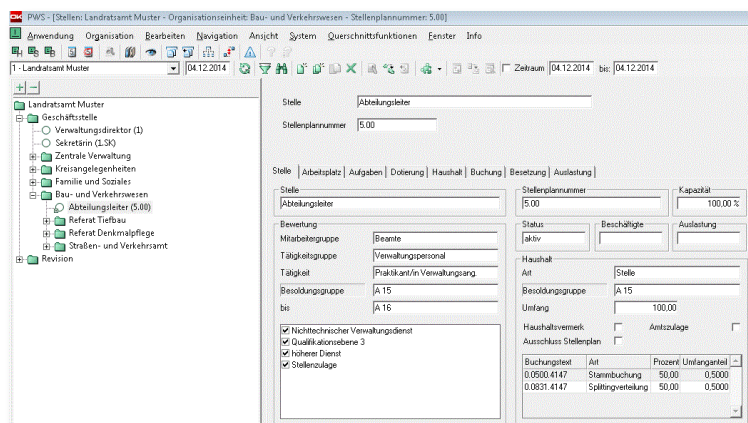 OK PWS - [Stellen: Landratsamt Muster - Organisationseinheit: Bau- und Verkehrswesen - Stellenplannummer: 5.00]
Anwendung Organisation Bearbeiten Navigation Ansicht System Querschnittsfunktionen Fenster Info
1 - Landratsamt Muster 04.12.2014 Zeitraum 04.12.2014 bis: 04.12.2014
Landratsamt Muster
Geschäftsstelle
Verwaltungsdirektor (1)
Sekretärin (1.SK)
Zentrale Verwaltung
Kreisangelegenheiten
Familie und Soziales
Bau- und Verkehrswesen
Abteilungsleiter (5.00)
Referat Tiefbau
Referat Denkmalpflege
Straßen- und Verkehrsamt
Revision
Stelle Abteilungsleiter
Stellenplannummer 5.00
Stelle Arbeitsplatz Aufgaben Dotierung Haushalt Buchung Besetzung Auslastung
Stelle
Abteilungsleiter
Bewertung
Mitarbeitergruppe Beamte
Tätigkeitsgruppe Verwaltungspersonal
Tätigkeit Praktikant/in Verwaltungsang.
Besoldungsgruppe A 15
bis A 16
Nichttechnischer Verwaltungsdienst
Qualifikationsebene 3
höherer Dienst
Stellenzulage
Stellenplannummer Kapazität
5.00 100,00 %
Status Beschäftigte Auslastung
aktiv
Haushalt
Art Stelle
Besoldungsgruppe A 15
Umfang 100,00
Haushaltsvermerk Amtszulage
Ausschluss Stellenplan
Buchungstext Art Prozent Umfanganteil
0.0500.4147 Stammbuchung 50,00 0,5000
0.0831.4147 Splittingverteilung 50,00 0,5000